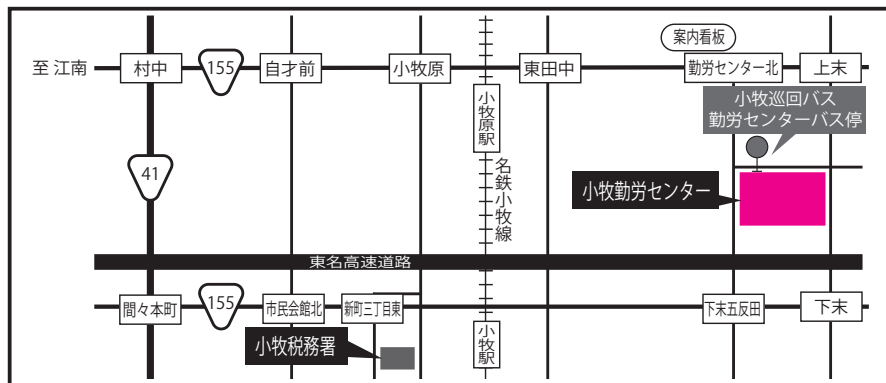 案内看板
至 江南
村中
155
自才前
小牧原
東田中
勤労センター北
上末
小牧巡回バス
勤労センターバス停
小牧原駅
41
名鉄小牧線
小牧勤労センター
東名高速道路
間々本町
155
市民会館北
新町三丁目東
下末五反田
下末
小牧税務署
小牧駅